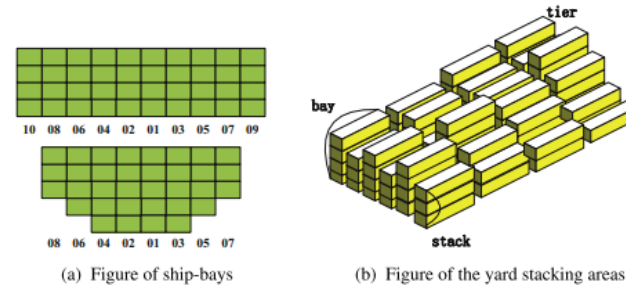 10 08 06 04 02 01 03 05 07 09
08 06 04 02 01 03 05 07
(a) Figure of ship-bays
tier
bay
stack
(b) Figure of the yard stacking areas